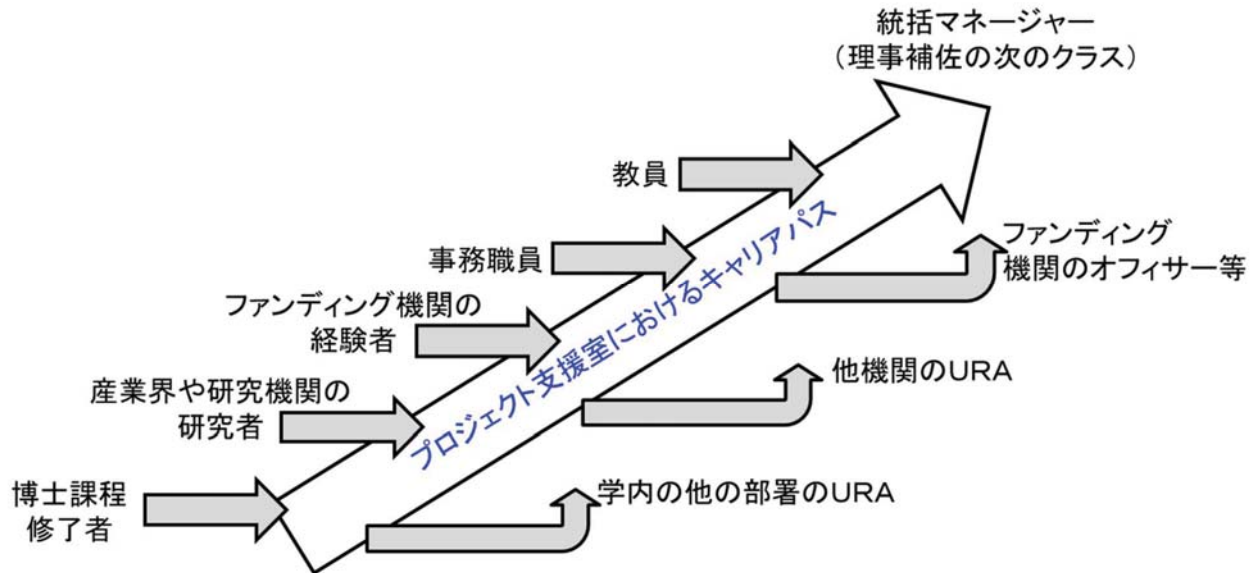 統括マネージャー
（理事補佐の次のクラス）
教員
事務職員
ファンディング
機関のオフィサー等
ファンディング機関の
経験者
プロジェクト支援室におけるキャリアパス
産業界や研究機関の
研究者
他機関のURA
博士課程
修了者
学内の他の部署のURA